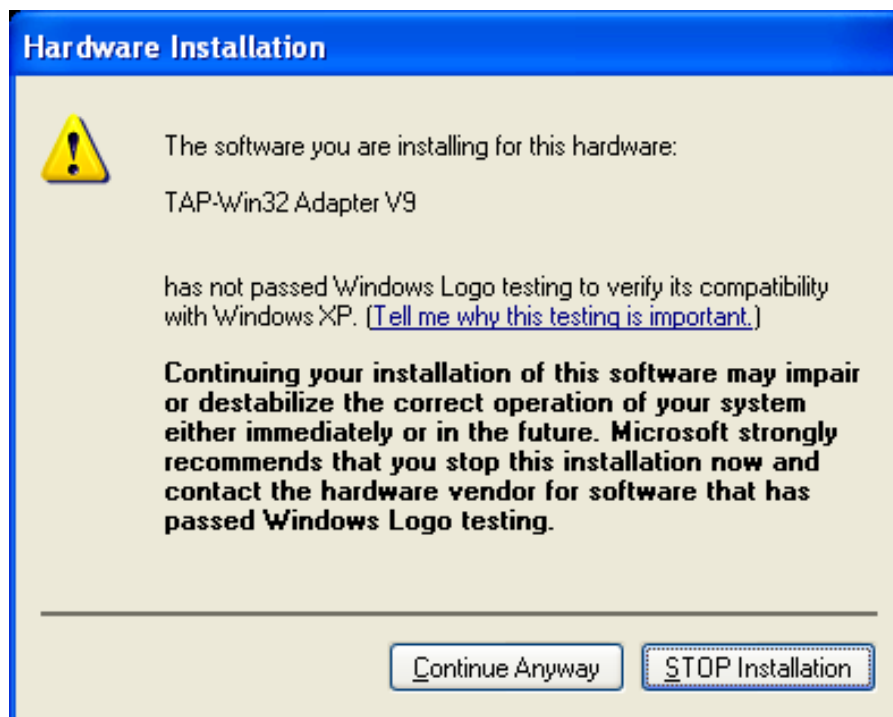 Hardware Installation
The software you are installing for this hardware:
TAP-Win32 Adapter V9
has not passed Windows Logo testing to verify its compatibility
with Windows XP. (Tell me why this testing is important.)
Continuing your installation of this software may impair
or destabilize the correct operation of your system
either immediately or in the future. Microsoft strongly
recommends that you stop this installation now and
contact the hardware vendor for software that has
passed Windows Logo testing.
Continue Anyway STOP Installation